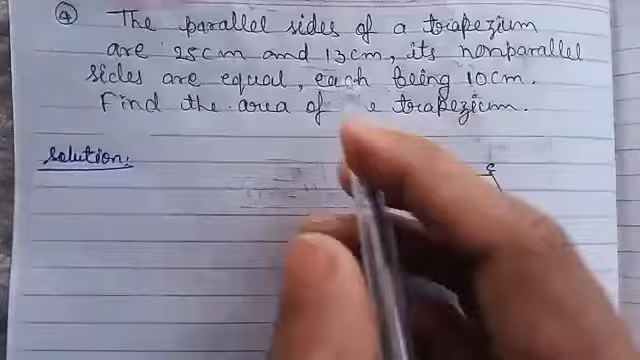 ④ The parallel sides of a trapezium
are 25cm and 13cm, its nonparallel
sides are equal, each being 10cm.
Find the area of e trapezium.
Solution:
C